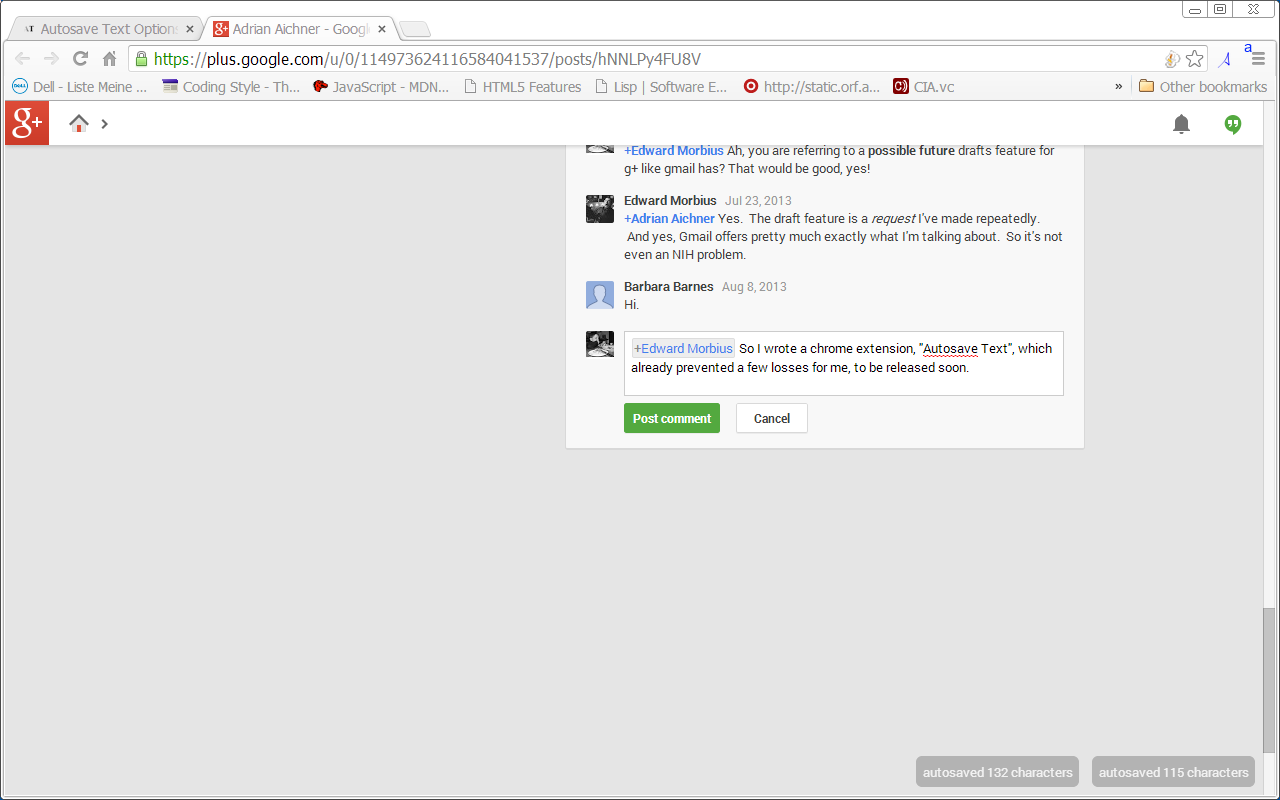 Autosave Text Option
Adrian Aichner - Goog
https://plus.google.com/u/0/114973624116584041537/posts/hNNLPy4FU8V
a
Dell - Liste Meine ...
Coding Style - Th...
JavaScript - MDN...
HTML5 Features
Lisp | Software E...
http://static.orf.a...
CIA.vc
»
Other bookmarks
g+
+Edward Morbius Ah, you are referring to a possible future drafts feature for
g+ like gmail has? That would be good, yes!
Edward Morbius Jul 23, 2013
+Adrian Aichner Yes. The draft feature is a request I've made repeatedly.
And yes, Gmail offers pretty much exactly what I'm talking about. So it's not
even an NIH problem.
Barbara Barnes Aug 8, 2013
Hi.
+Edward Morbius So I wrote a chrome extension, "Autosave Text", which
already prevented a few losses for me, to be released soon.
Post comment Cancel
autosaved 132 characters autosaved 115 characters